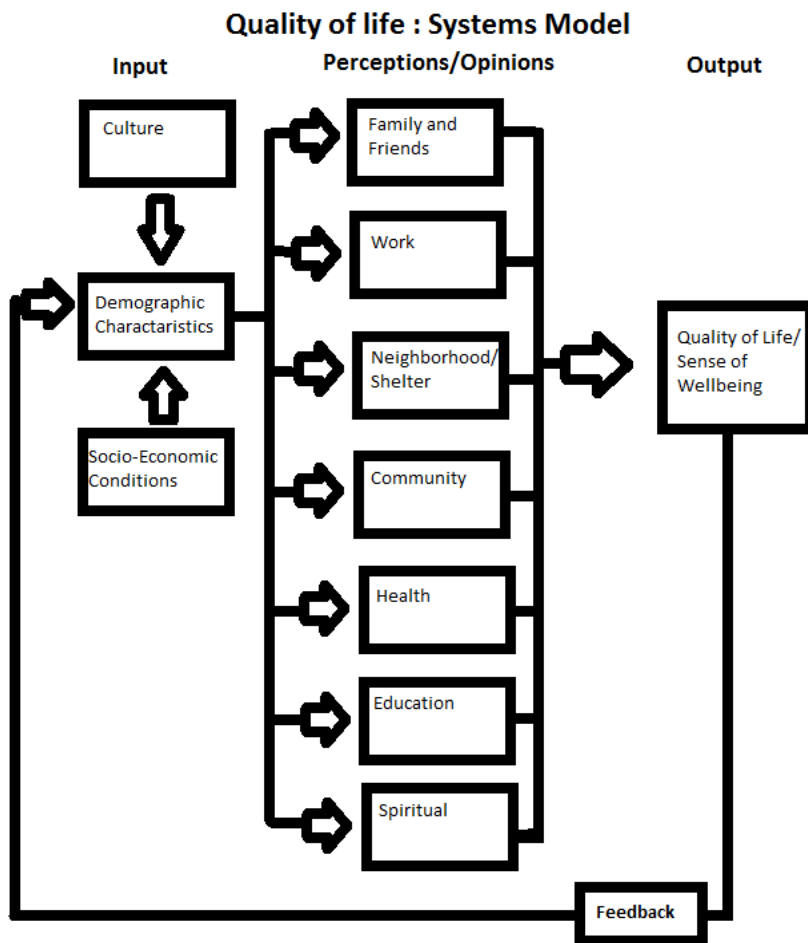 Quality of life : Systems Model
Input
Perceptions/Opinions
Output
Culture
Demographic
Charactaristics
Socio-Economic
Conditions
Family and
Friends
Work
Neighborhood/
Shelter
Community
Health
Education
Spiritual
Quality of Life/
Sense of
Wellbeing
Feedback